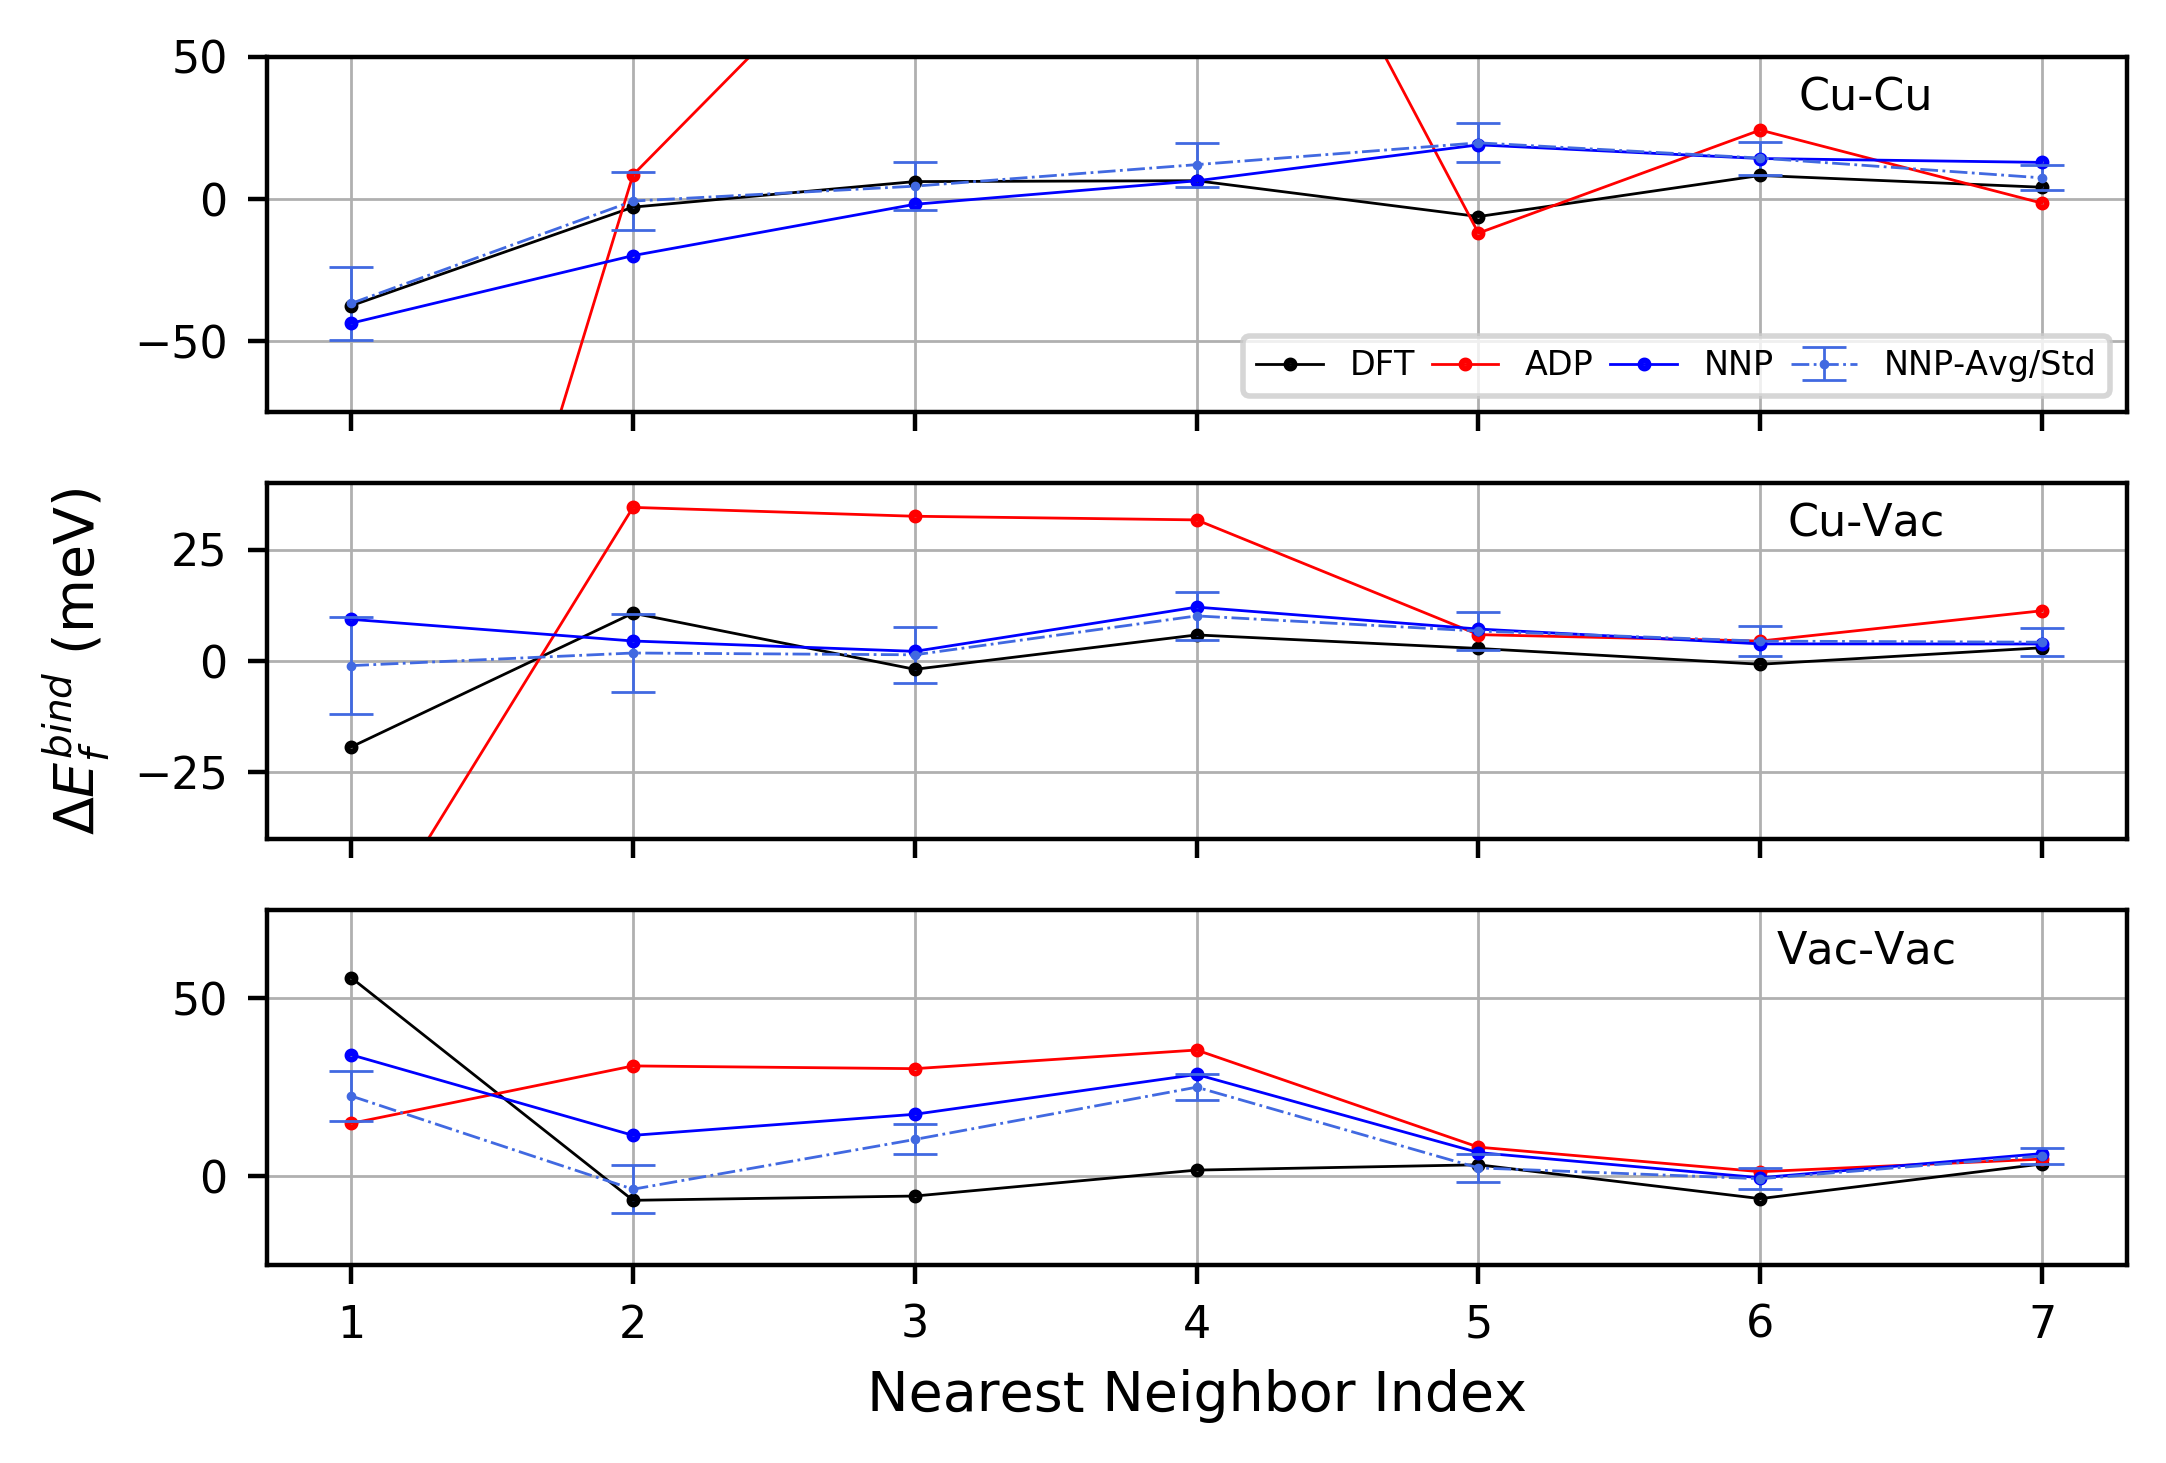 50
0
−50
Cu-Cu
DFT ADP NNP NNP-Avg/Std
25
0
−25
Cu-Vac
ΔE_f^{bind} (meV)
50
0
Vac-Vac
1 2 3 4 5 6 7
Nearest Neighbor Index